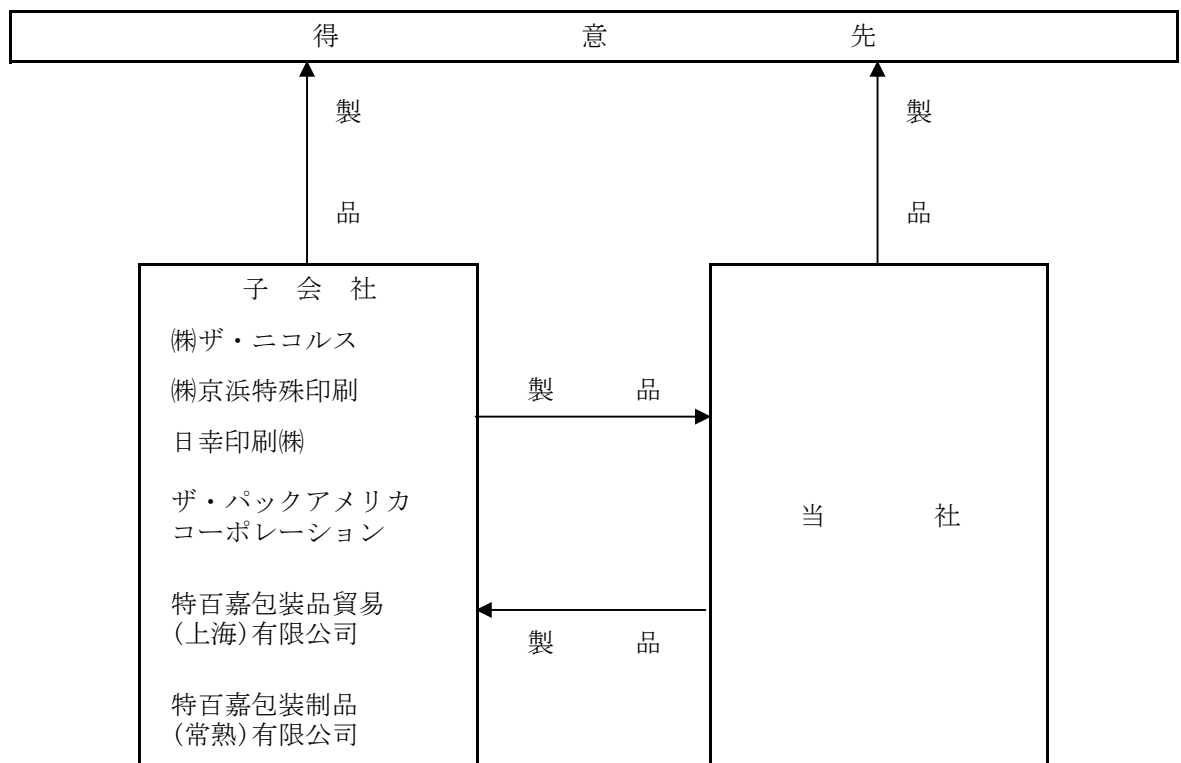 得意先
製品
製品
子会社
㈱ザ・ニコルス
㈱京浜特殊印刷
日幸印刷㈱
ザ・パックアメリカ
コーポレーション
特百嘉包装品貿易
(上海)有限公司
特百嘉包装制品
(常熟)有限公司
製品
製品
当社